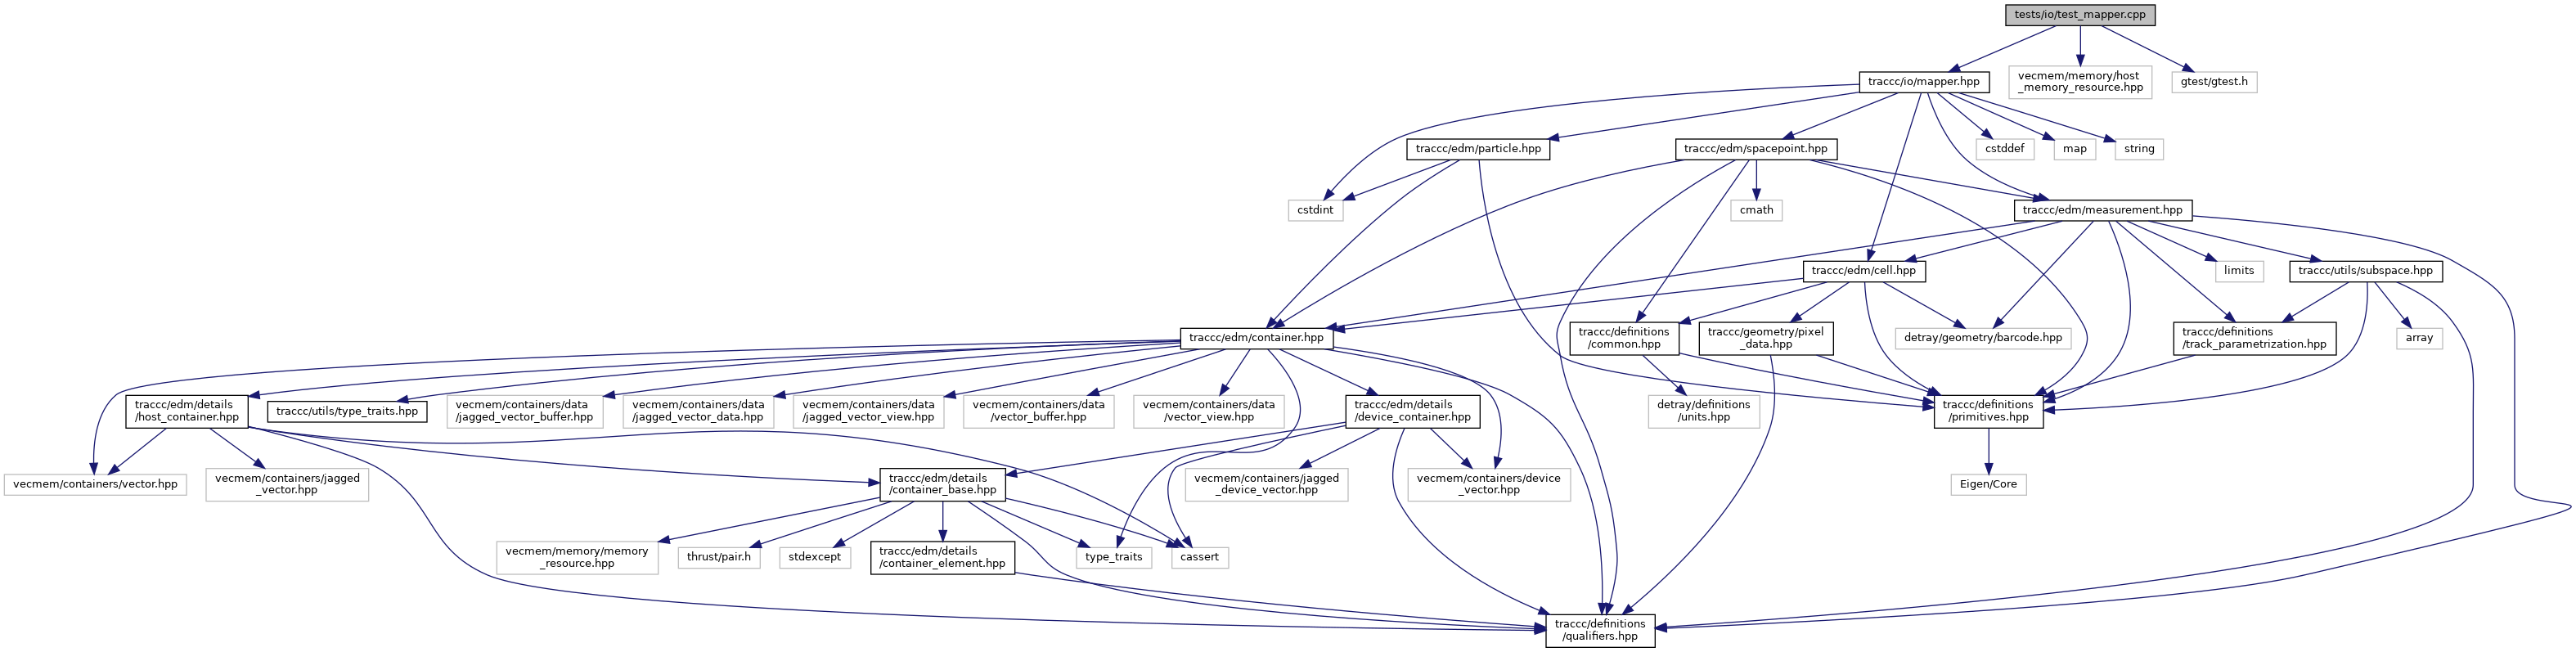 tests/io/test_mapper.cpp
traccc/io/mapper.hpp
vecmem/memory/host
_memory_resource.hpp
gtest/gtest.h
traccc/edm/particle.hpp
traccc/edm/spacepoint.hpp
cstddef
map
string
cstdint
cmath
traccc/edm/measurement.hpp
traccc/edm/cell.hpp
limits
traccc/utils/subspace.hpp
traccc/edm/container.hpp
traccc/definitions
/common.hpp
traccc/geometry/pixel
_data.hpp
detray/geometry/barcode.hpp
traccc/definitions
/track_parametrization.hpp
array
traccc/edm/details
/host_container.hpp
traccc/utils/type_traits.hpp
vecmem/containers/data
/jagged_vector_buffer.hpp
vecmem/containers/data
/jagged_vector_data.hpp
vecmem/containers/data
/jagged_vector_view.hpp
vecmem/containers/data
/vector_buffer.hpp
vecmem/containers/data
/vector_view.hpp
traccc/edm/details
/device_container.hpp
detray/definitions
/units.hpp
traccc/definitions
/primitives.hpp
vecmem/containers/vector.hpp
vecmem/containers/jagged
_vector.hpp
traccc/edm/details
/container_base.hpp
vecmem/containers/jagged
_device_vector.hpp
vecmem/containers/device
_vector.hpp
Eigen/Core
vecmem/memory/memory
_resource.hpp
thrust/pair.h
stdexcept
traccc/edm/details
/container_element.hpp
type_traits
cassert
traccc/definitions
/qualifiers.hpp